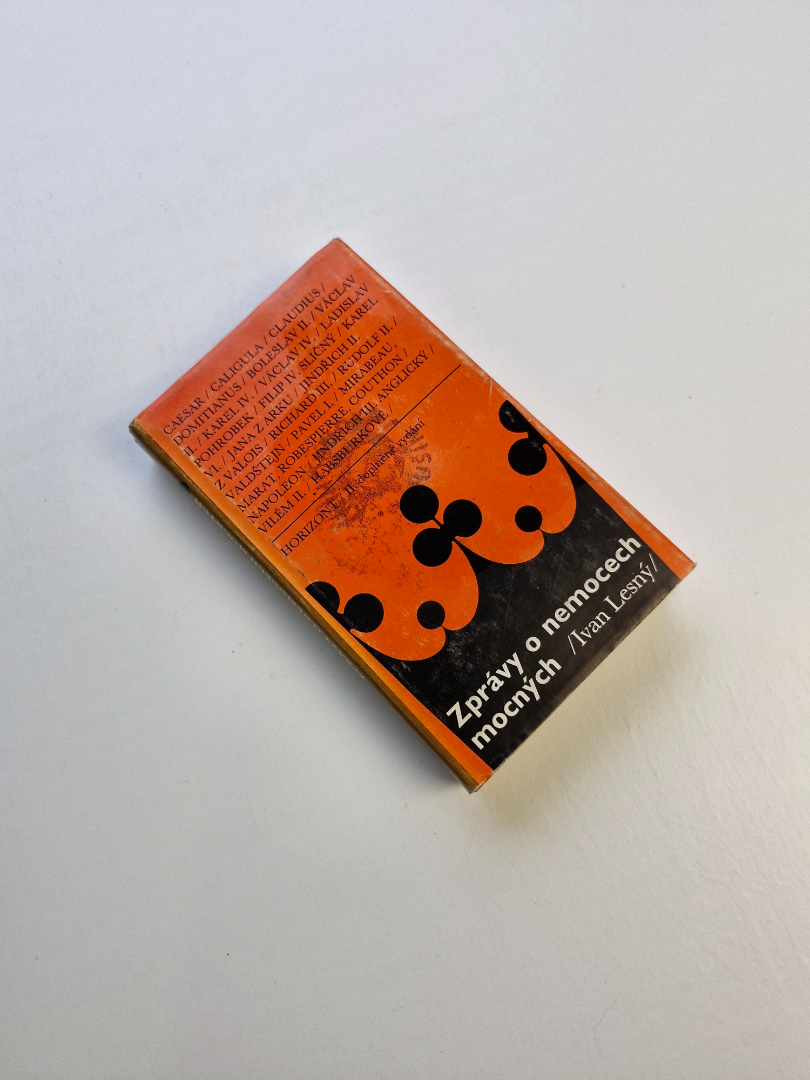 CAESAR / CALIGULA / CLAUDIUS /
DOMITIANUS / BOLESLAV II. / VÁCLAV
II. / KAREL IV. / VÁCLAV IV. / LADISLAV
POHROBEK / FILIP IV. SLIČNÝ / KAREL
VI. / JANA Z ARKU / JINDŘICH II.
Z VALOIS / RICHARD III. / RUDOLF II. /
VALDŠTEJN / PAVEL I. / MIRABEAU,
MARAT, ROBESPIERRE, COUTHON /
NAPOLEON / JINDŘICH III. ANGLICKÝ /
VILÉM II. / HABSBURKOVÉ
HORIZONT / II. doplněné vydání
Zprávy o nemocech
mocných /Ivan Lesný/